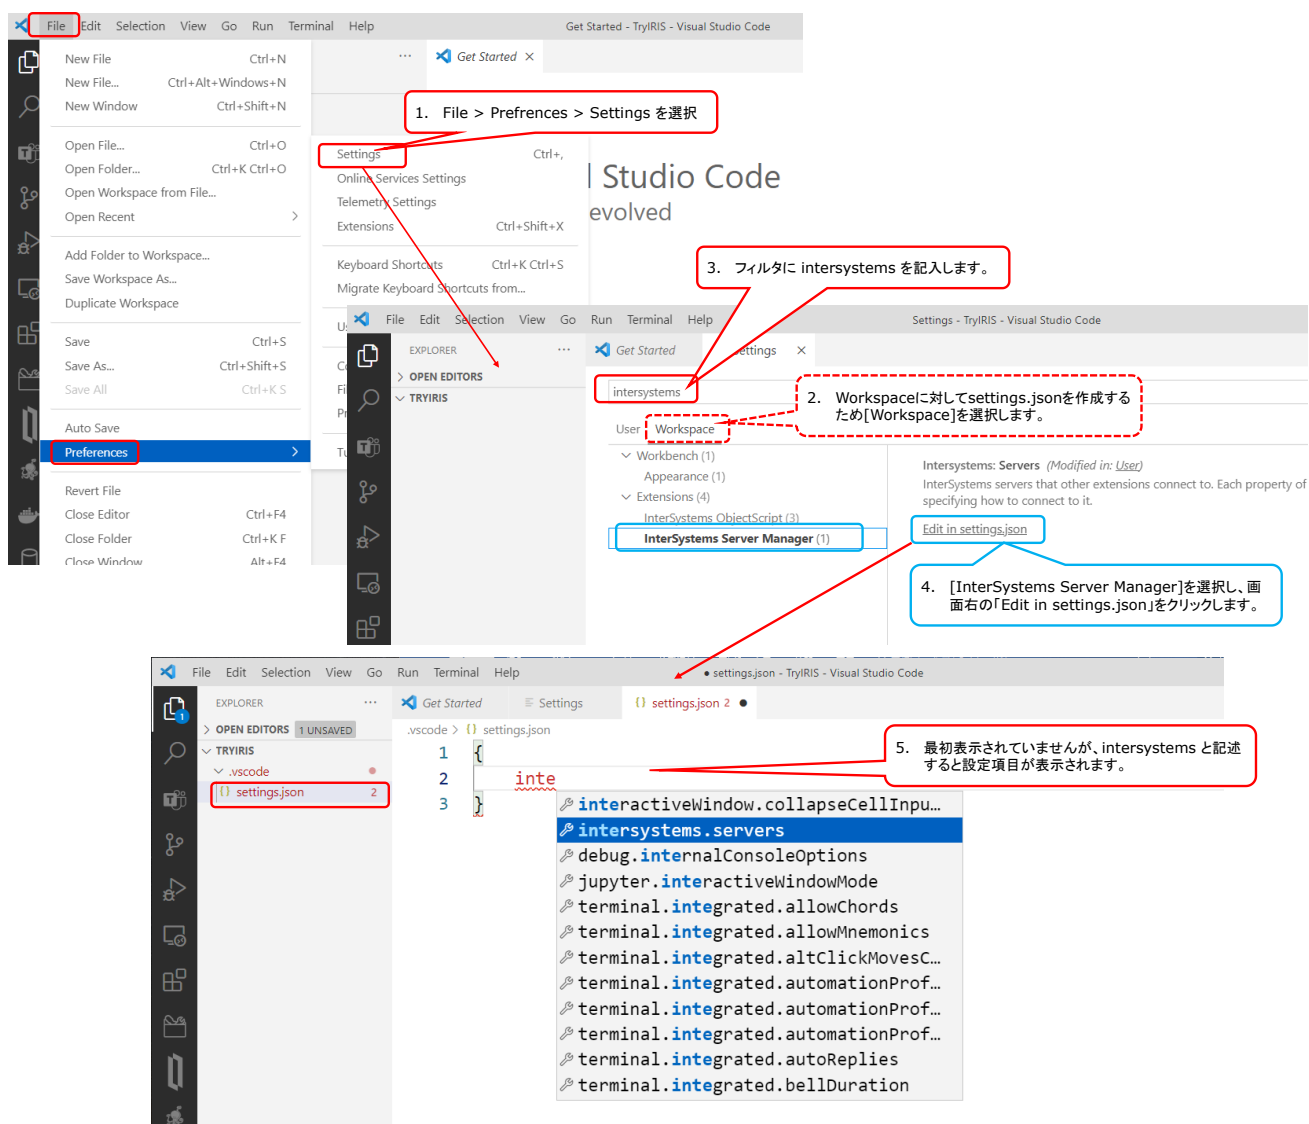 File Edit Selection View Go Run Terminal Help
Get Started - TryIRIS - Visual Studio Code
New File Ctrl+N
New File... Ctrl+Alt+Windows+N
New Window Ctrl+Shift+N
Open File... Ctrl+O
Open Folder... Ctrl+K Ctrl+O
Open Workspace from File...
Open Recent
Add Folder to Workspace...
Save Workspace As...
Duplicate Workspace
Save Ctrl+S
Save As... Ctrl+Shift+S
Save All Ctrl+K S
Auto Save
Preferences
Revert File
Close Editor Ctrl+F4
Close Folder Ctrl+K F
Close Window Alt+F4
... Get Started
1. File > Prefrences > Settings を選択
Settings Ctrl+,
Online Services Settings
Telemetry Settings
Extensions Ctrl+Shift+X
Keyboard Shortcuts Ctrl+K Ctrl+S
Migrate Keyboard Shortcuts from...
Studio Code
evolved
3. フィルタに intersystems を記入します。
File Edit Selection View Go Run Terminal Help
Settings - TryIRIS - Visual Studio Code
EXPLORER ...
OPEN EDITORS
TRYIRIS
Get Started
ettings
intersystems
2. Workspaceに対してsettings.jsonを作成する
ため[Workspace]を選択します。
User Workspace
Workbench (1)
Appearance (1)
Extensions (4)
InterSystems ObjectScript (3)
InterSystems Server Manager (1)
Intersystems: Servers (Modified in: User)
InterSystems servers that other extensions connect to. Each property of
specifying how to connect to it.
Edit in settings.json
4. [InterSystems Server Manager]を選択し、画
面右の「Edit in settings.json」をクリックします。
File Edit Selection View Go Run Terminal Help
● settings.json - TryIRIS - Visual Studio Code
EXPLORER ...
OPEN EDITORS 1 UNSAVED
TRYIRIS
.vscode
{} settings.json 2
1
Get Started
Settings
{} settings.json 2 ●
.vscode > {} settings.json
1 {
2 inte
3 }
5. 最初表示されていませんが、intersystems と記述
すると設定項目が表示されます。
interactiveWindow.collapseCellInpu…
intersystems.servers
debug.internalConsoleOptions
jupyter.interactiveWindowMode
terminal.integrated.allowChords
terminal.integrated.allowMnemonics
terminal.integrated.altClickMovesC…
terminal.integrated.automationProf…
terminal.integrated.automationProf…
terminal.integrated.automationProf…
terminal.integrated.autoReplies
terminal.integrated.bellDuration